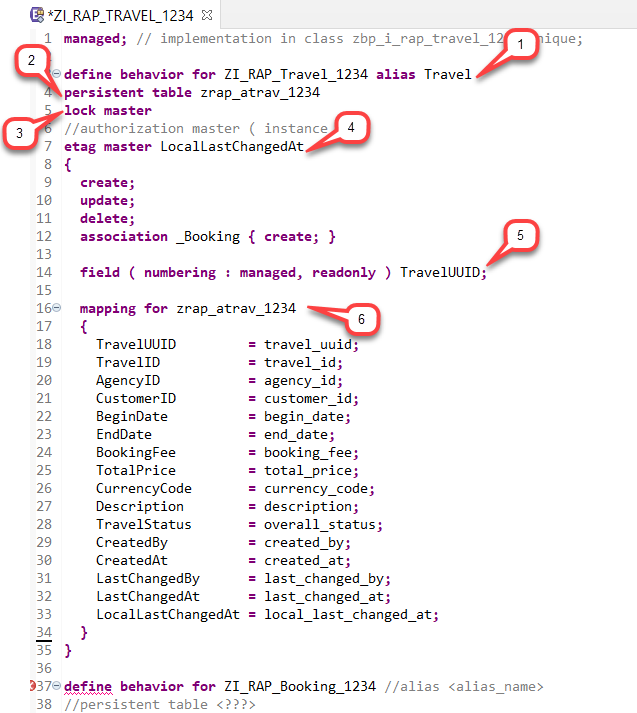 *ZI_RAP_TRAVEL_1234
1 managed; // implementation in class zbp_i_rap_travel_12 nique;
1
2
define behavior for ZI_RAP_Travel_1234 alias Travel
4 persistent table zrap_atrav_1234
5 lock master
3
6 //authorization master ( instance
4
7 etag master LocalLastChangedAt
8 {
9 create;
10 update;
11 delete;
12 association _Booking { create; }
5
13
14 field ( numbering : managed, readonly ) TravelUUID;
15
16 mapping for zrap_atrav_1234
6
17 {
18 TravelUUID = travel_uuid;
19 TravelID = travel_id;
20 AgencyID = agency_id;
21 CustomerID = customer_id;
22 BeginDate = begin_date;
23 EndDate = end_date;
24 BookingFee = booking_fee;
25 TotalPrice = total_price;
26 CurrencyCode = currency_code;
27 Description = description;
28 TravelStatus = overall_status;
29 CreatedBy = created_by;
30 CreatedAt = created_at;
31 LastChangedBy = last_changed_by;
32 LastChangedAt = last_changed_at;
33 LocalLastChangedAt = local_last_changed_at;
34 }
35 }
36
37 define behavior for ZI_RAP_Booking_1234 //alias <alias_name>
38 //persistent table <???>